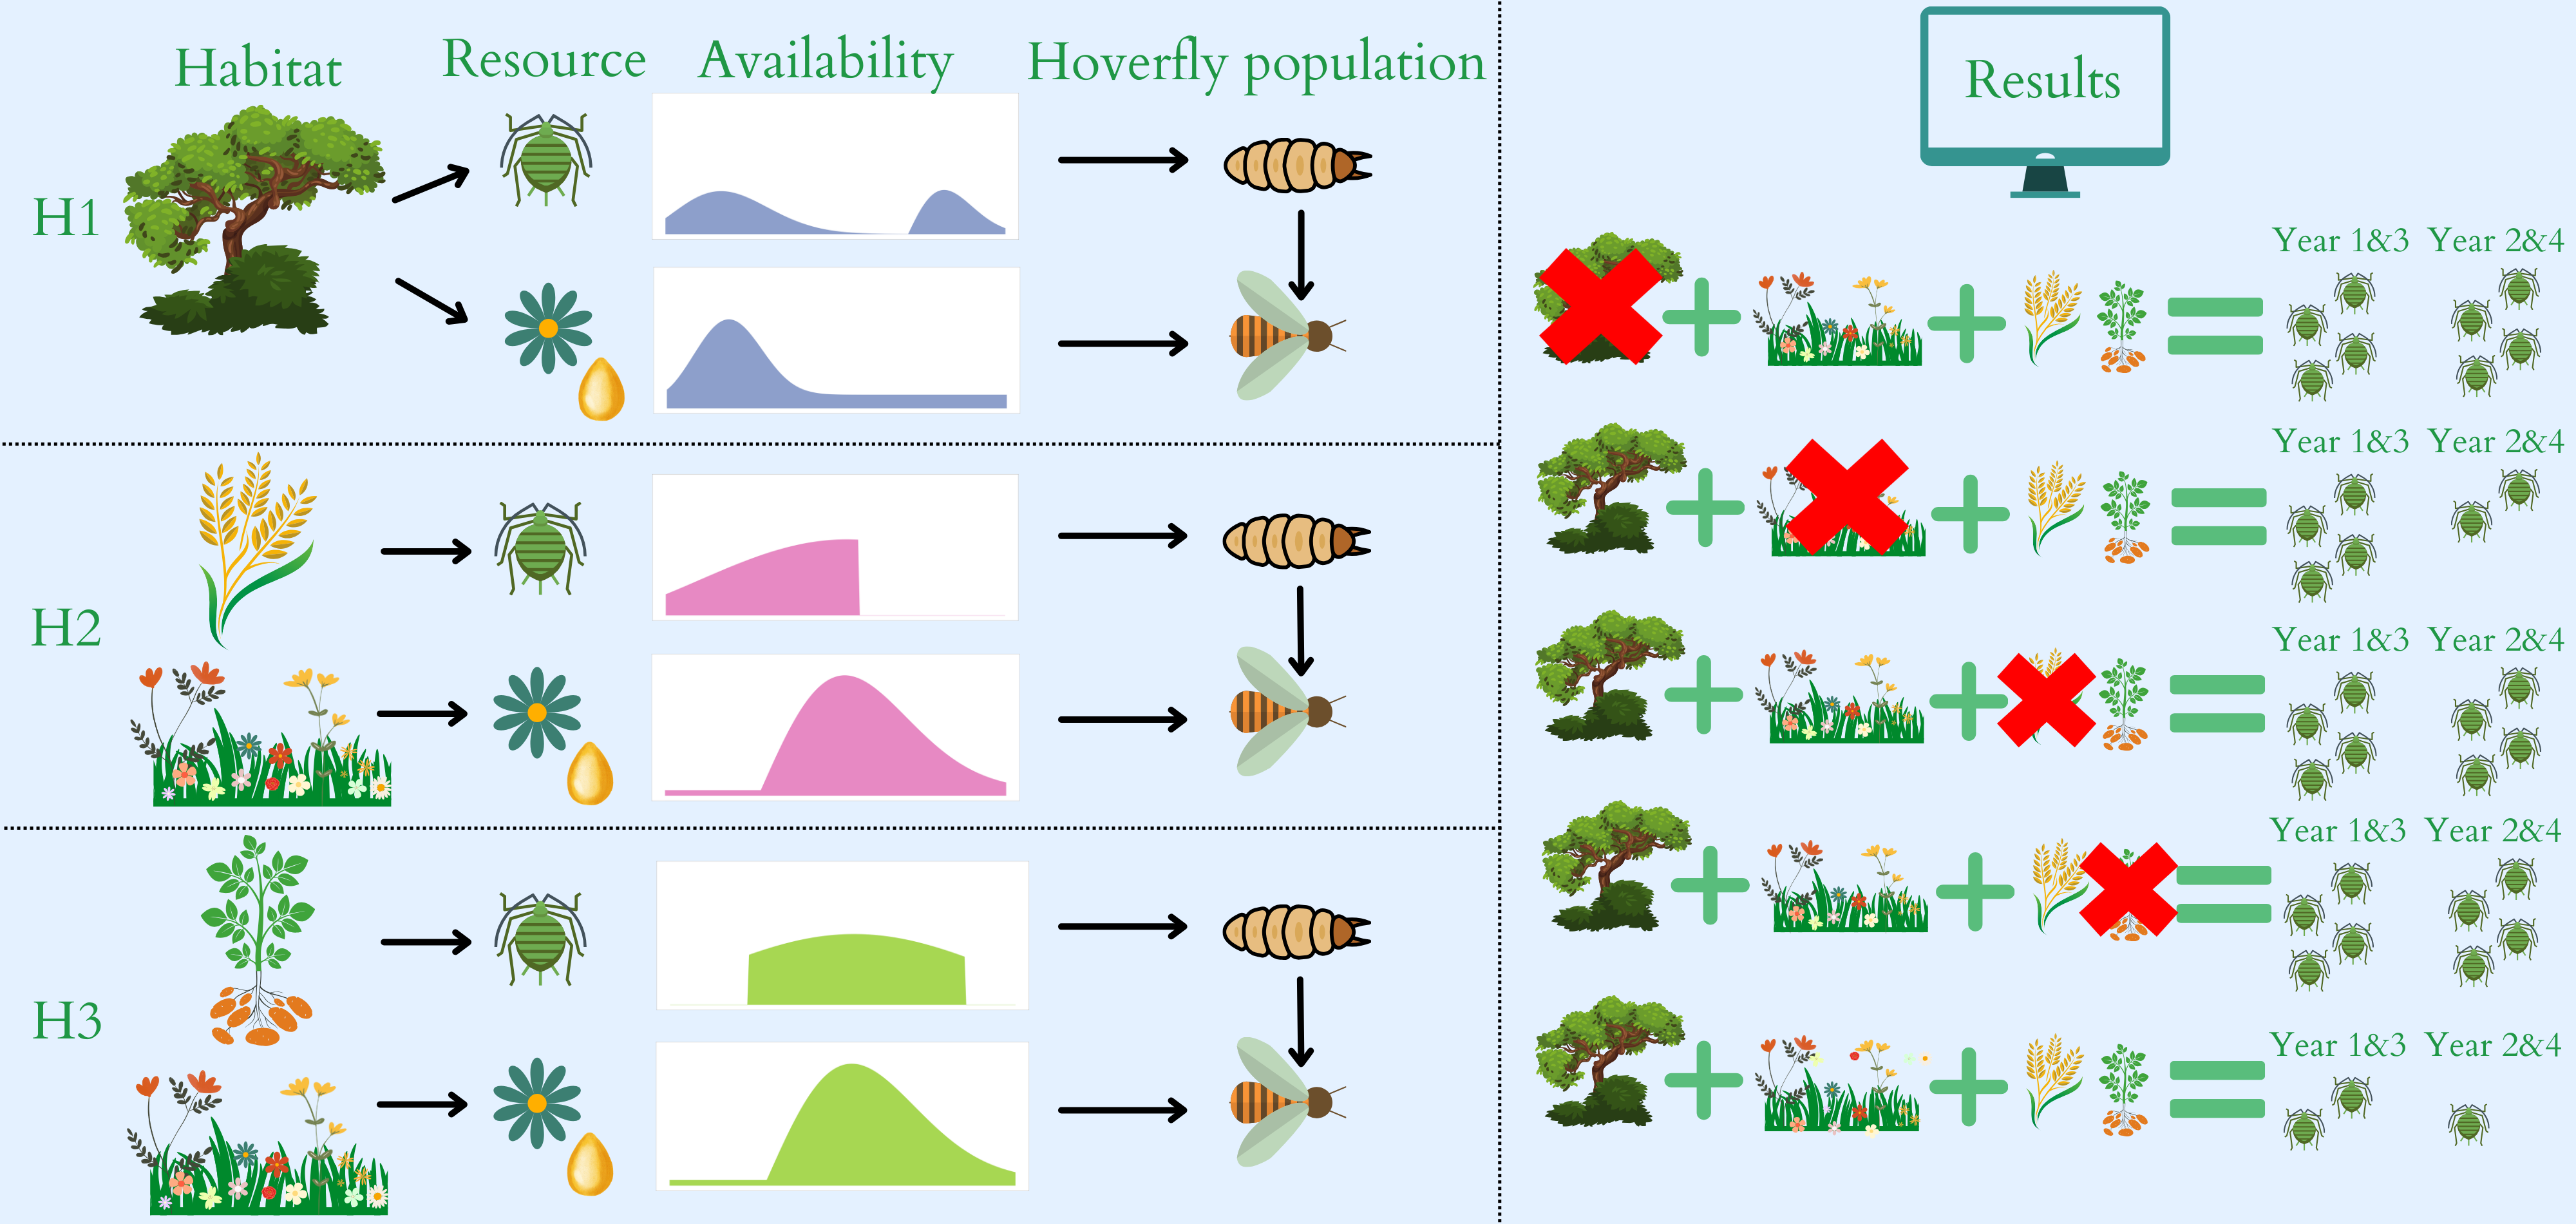 Habitat
Resource
Availability
Hoverfly population
H1
H2
H3
Results
Year 1&3 Year 2&4
Year 1&3 Year 2&4
Year 1&3 Year 2&4
Year 1&3 Year 2&4
Year 1&3 Year 2&4